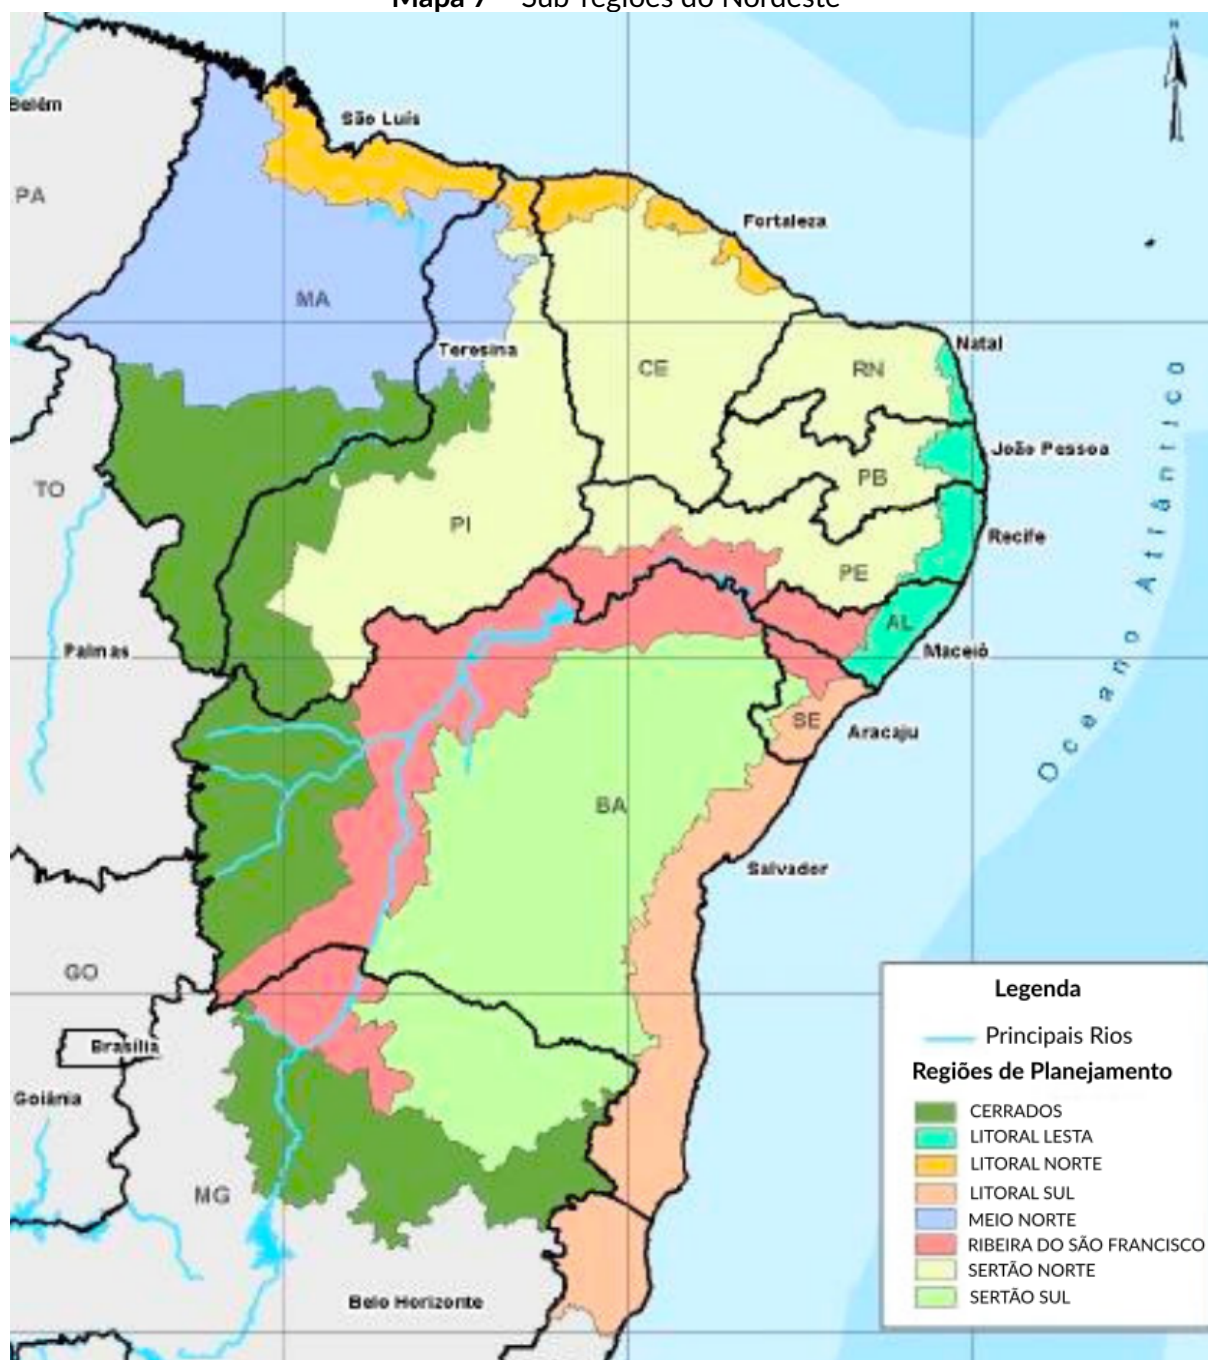 Mapa 7 – Sub-regiões do Nordeste
N
Belém
São Luís
PA
Fortaleza
MA
Teresina
CE
RN
Natal
João Pessoa
TO
PB
PI
Recife
PE
AL
Palmas
Maceió
SE
Aracaju
Oceano Atlântico
BA
Salvador
GO
Brasília
Goiânia
MG
Belo Horizonte
Legenda
Principais Rios
Regiões de Planejamento
CERRADOS
LITORAL LESTA
LITORAL NORTE
LITORAL SUL
MEIO NORTE
RIBEIRA DO SÃO FRANCISCO
SERTÃO NORTE
SERTÃO SUL